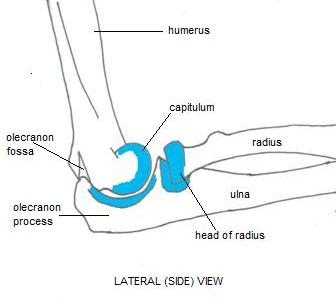 humerus
capitulum
olecranon
fossa
radius
ulna
olecranon
process
head of radius
LATERAL (SIDE) VIEW